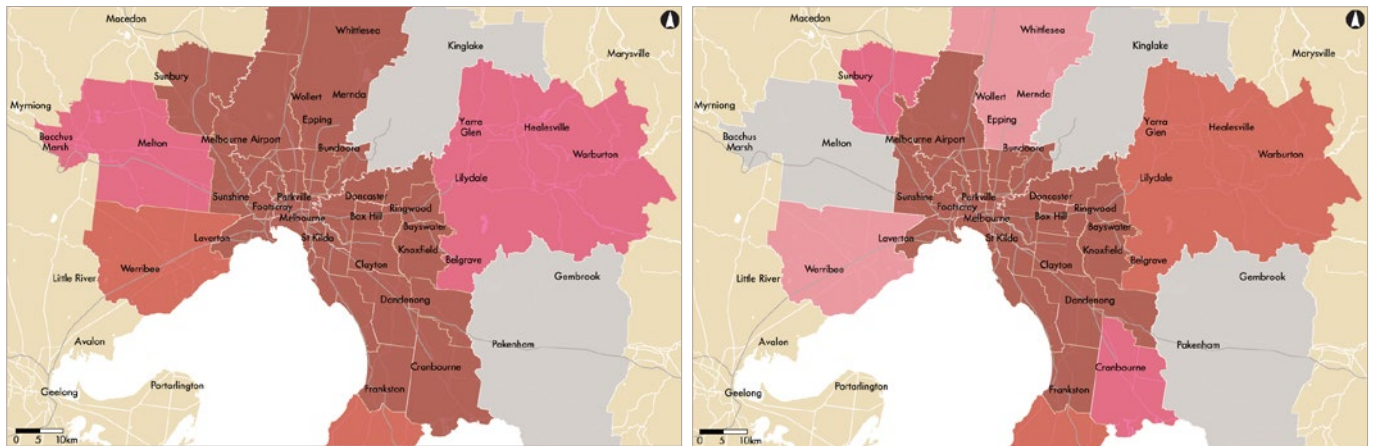 Macedon
Whittlesea
Kinglake
Marysville
Sunbury
Myrniong
Wollert
Mernda
Epping
Yarra
Glen
Healesville
Bacchus
Marsh
Melton
Melbourne Airport
Bundoora
Warburton
Lilydale
Sunshine
Parkville
Doncaster
Footscray
Ringwood
Melbourne
Box Hill
Bayswater
Laverton
St Kilda
Knoxfield
Werribee
Clayton
Belgrave
Little River
Gembrook
Dandenong
Avalon
Pakenham
Cranbourne
Geelong
Portarlington
Frankston
0 5 10km
Macedon
Whittlesea
Kinglake
Marysville
Sunbury
Myrniong
Wollert
Mernda
Epping
Yarra
Glen
Healesville
Bacchus
Marsh
Melton
Melbourne Airport
Bundoora
Warburton
Lilydale
Sunshine
Parkville
Doncaster
Footscray
Ringwood
Melbourne
Box Hill
Bayswater
Laverton
St Kilda
Knoxfield
Werribee
Clayton
Belgrave
Little River
Gembrook
Dandenong
Avalon
Pakenham
Cranbourne
Geelong
Portarlington
Frankston
0 5 10km